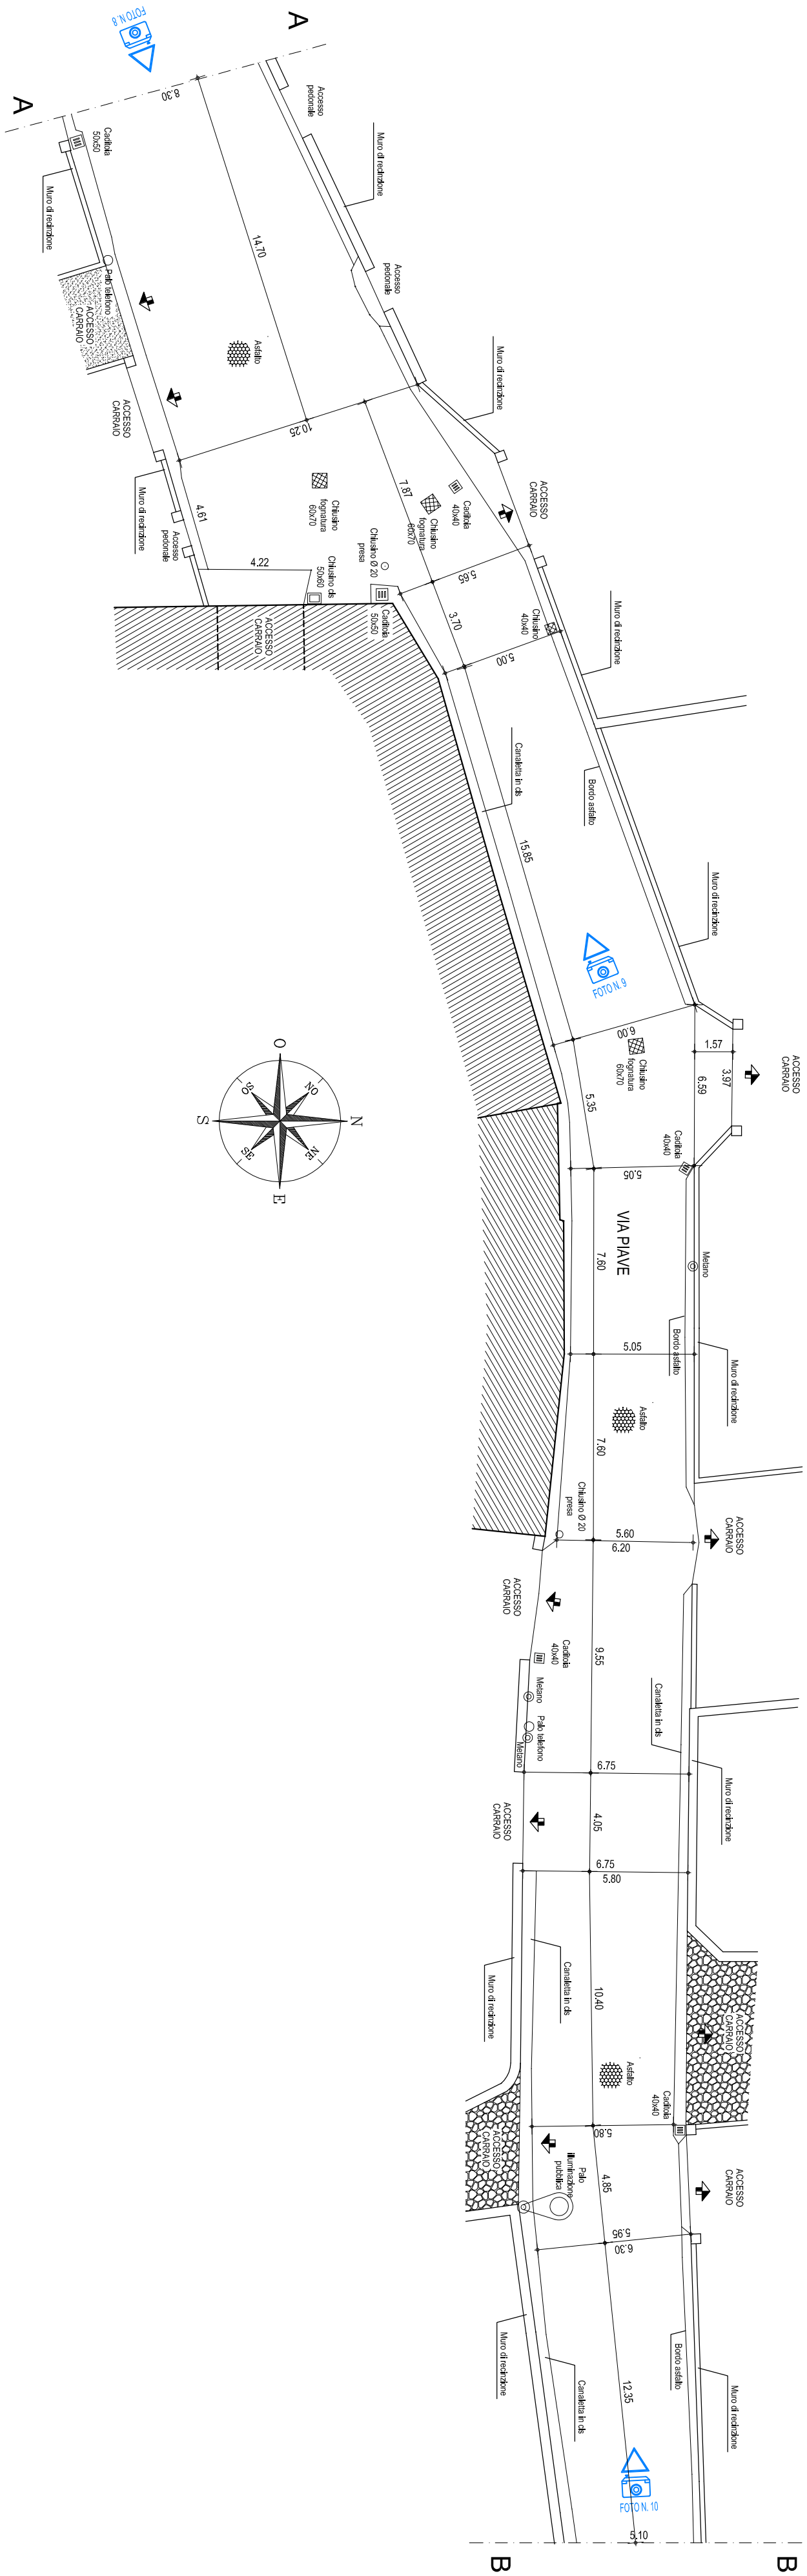 A
A
FOTO N. 8
8.30
Accesso
pedonale
Muro di recinzione
Caditoia
50x50
Muro di recinzione
14.70
Palo telefono
ACCESSO
CARRAIO
Accesso
pedonale
Asfalto
Muro di recinzione
ACCESSO
CARRAIO
10.25
Muro di recinzione
4.61
Accesso
pedonale
7.87
Chiusino
fognatura
60x70
Chiusino
fognatura
60x70
Caditoia
40x40
ACCESSO
CARRAIO
Chiusino Ø 20
presa
5.65
4.22
Chiusino cls
50x60
Caditoia
50x50
ACCESSO
CARRAIO
3.70
Chiusino
40x40
5.00
Muro di recinzione
Canaletta in cls
Bordo asfalto
15.85
Muro di recinzione
FOTO N. 9
6.00
Chiusino
fognatura
60x70
1.57
3.97
6.59
ACCESSO
CARRAIO
5.35
Caditoia
40x40
5.05
O
NO
N
NE
E
SE
S
SO
VIA PIAVE
7.60
Metano
Bordo asfalto
Muro di recinzione
5.05
Asfalto
7.60
Chiusino Ø 20
presa
5.60
6.20
ACCESSO
CARRAIO
ACCESSO
CARRAIO
9.55
Caditoia
40x40
Metano
Palo telefono
Metano
Canaletta in cls
Muro di recinzione
6.75
4.05
ACCESSO
CARRAIO
6.75
5.80
Muro di recinzione
Canaletta in cls
10.40
ACCESSO
CARRAIO
Asfalto
Caditoia
40x40
5.80
ACCESSO
CARRAIO
Palo
illuminazione
pubblica
4.85
ACCESSO
CARRAIO
5.95
6.30
Muro di recinzione
Canaletta in cls
Bordo asfalto
Muro di recinzione
12.35
FOTO N. 10
5.10
B
B